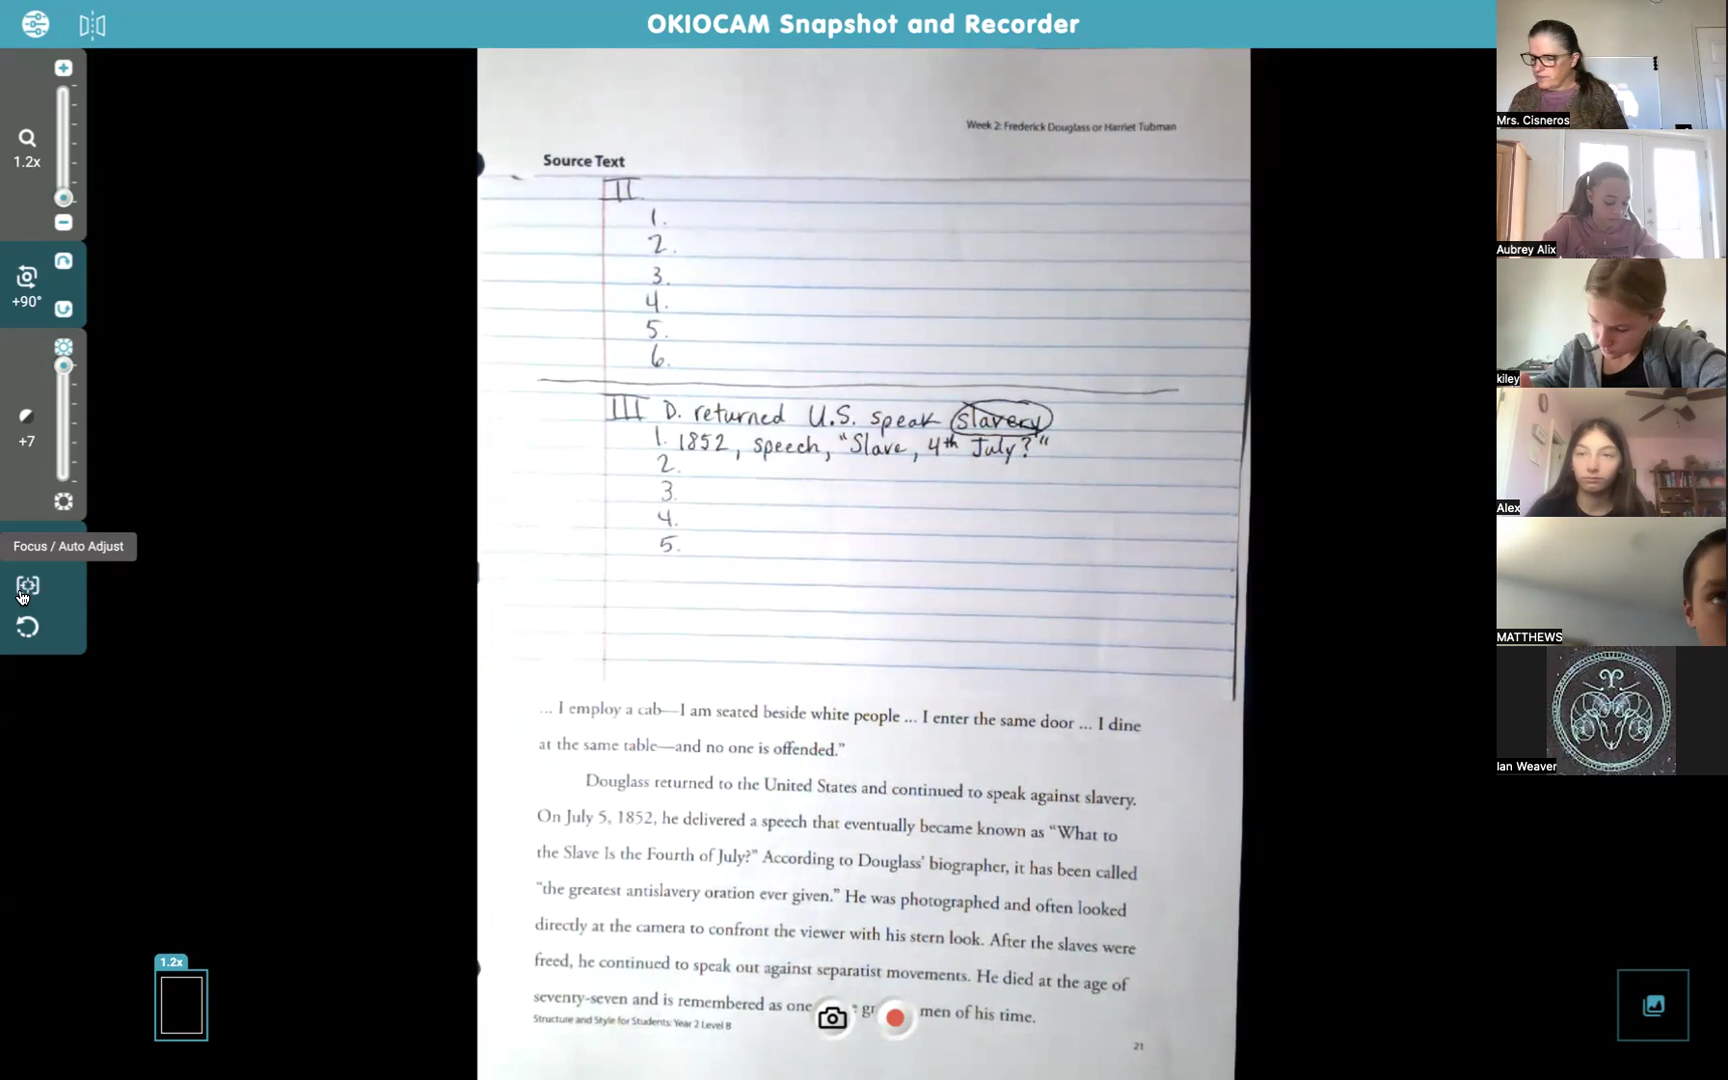 OKIOCAM Snapshot and Recorder
1.2x
+90°
+7
Focus / Auto Adjust
1.2x
Week 2: Frederick Douglass or Harriet Tubman
Source Text
II
1.
2.
3.
4.
5.
6.
III D. returned U.S. speak slavery
1. 1852, speech, "Slave, 4th July?"
2.
3.
4.
5.
... I employ a cab—I am seated beside white people ... I enter the same door ... I dine
at the same table—and no one is offended."
Douglass returned to the United States and continued to speak against slavery.
On July 5, 1852, he delivered a speech that eventually became known as "What to
the Slave Is the Fourth of July?" According to Douglass' biographer, it has been called
"the greatest antislavery oration ever given." He was photographed and often looked
directly at the camera to confront the viewer with his stern look. After the slaves were
freed, he continued to speak out against separatist movements. He died at the age of
seventy-seven and is remembered as one men of his time.
Structure and Style for Students: Year 2 Level B
21
Mrs. Cisneros
Aubrey Alix
kiley
Alex
MATTHEWS
Ian Weaver